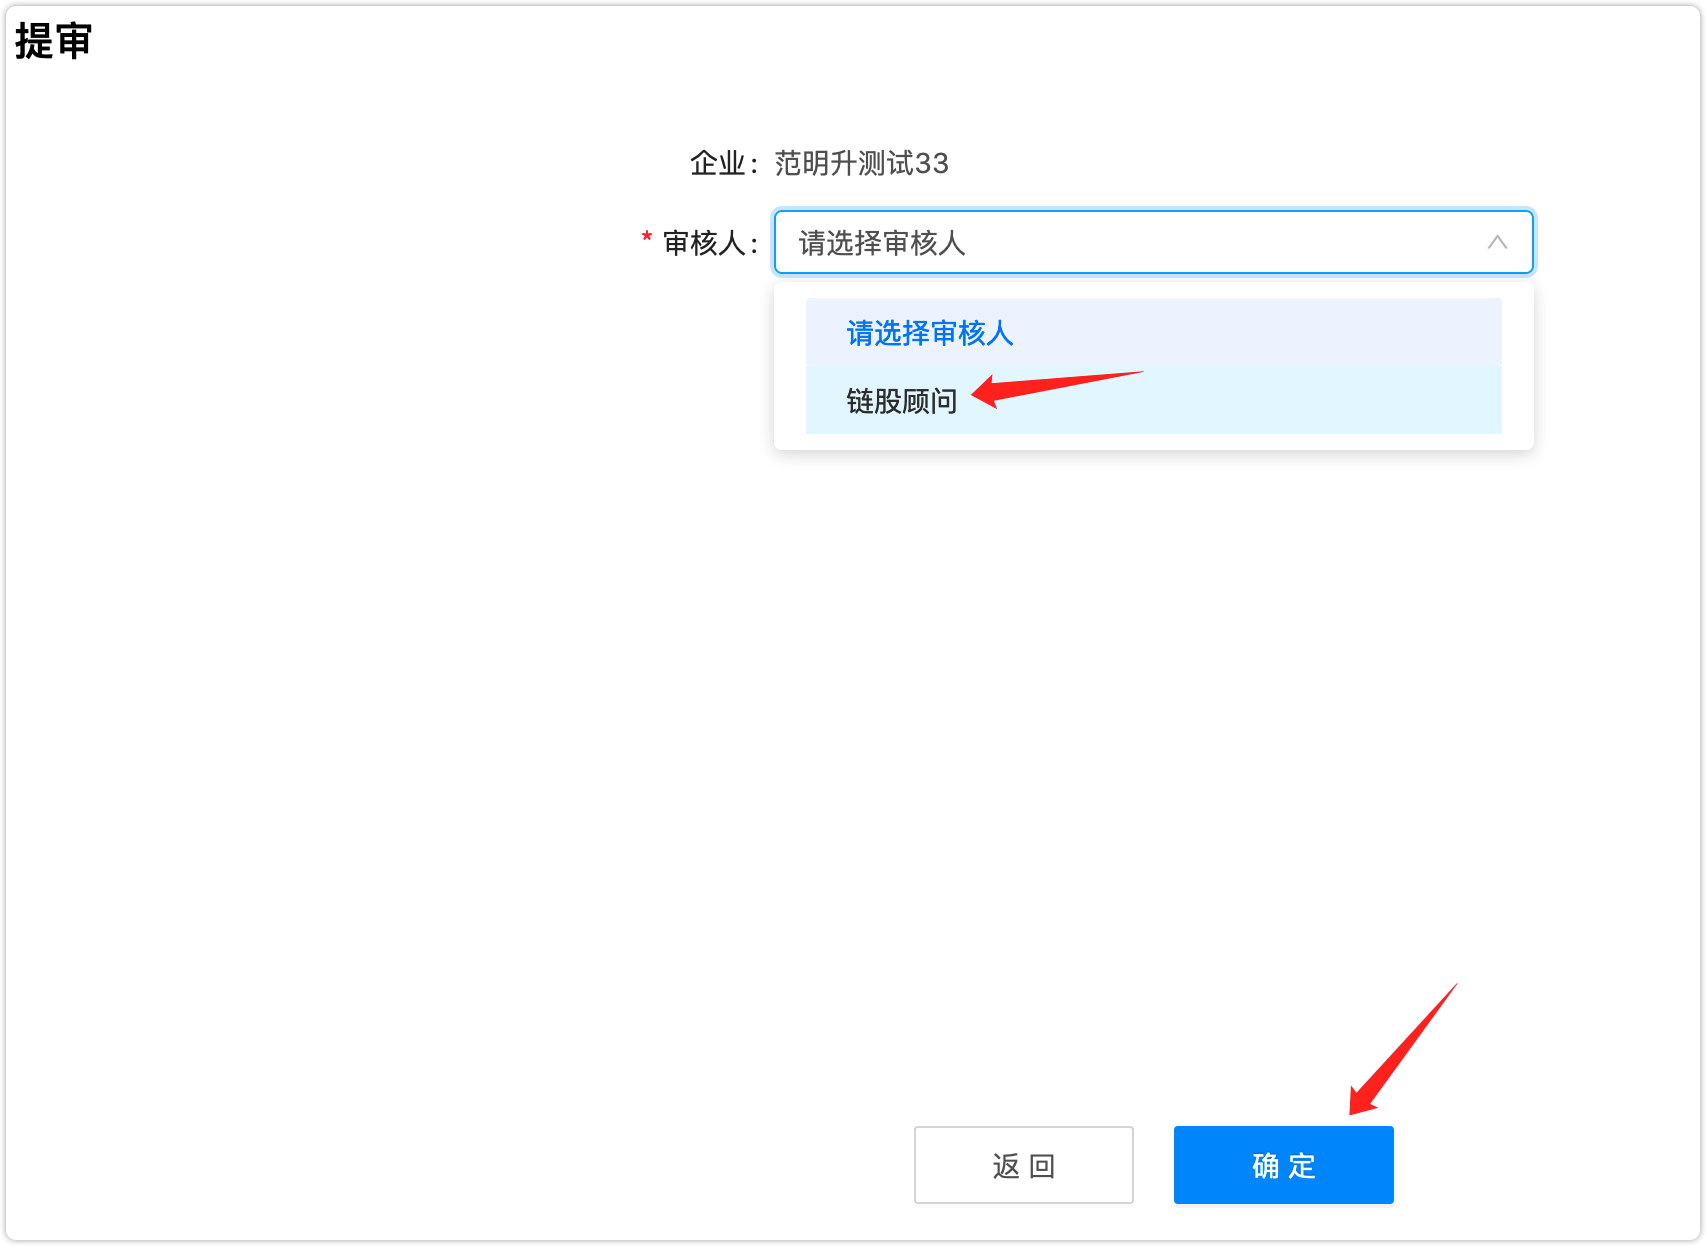 提审
企业: 范明升测试33
* 审核人: 请选择审核人
请选择审核人
链股顾问
返 回 确 定